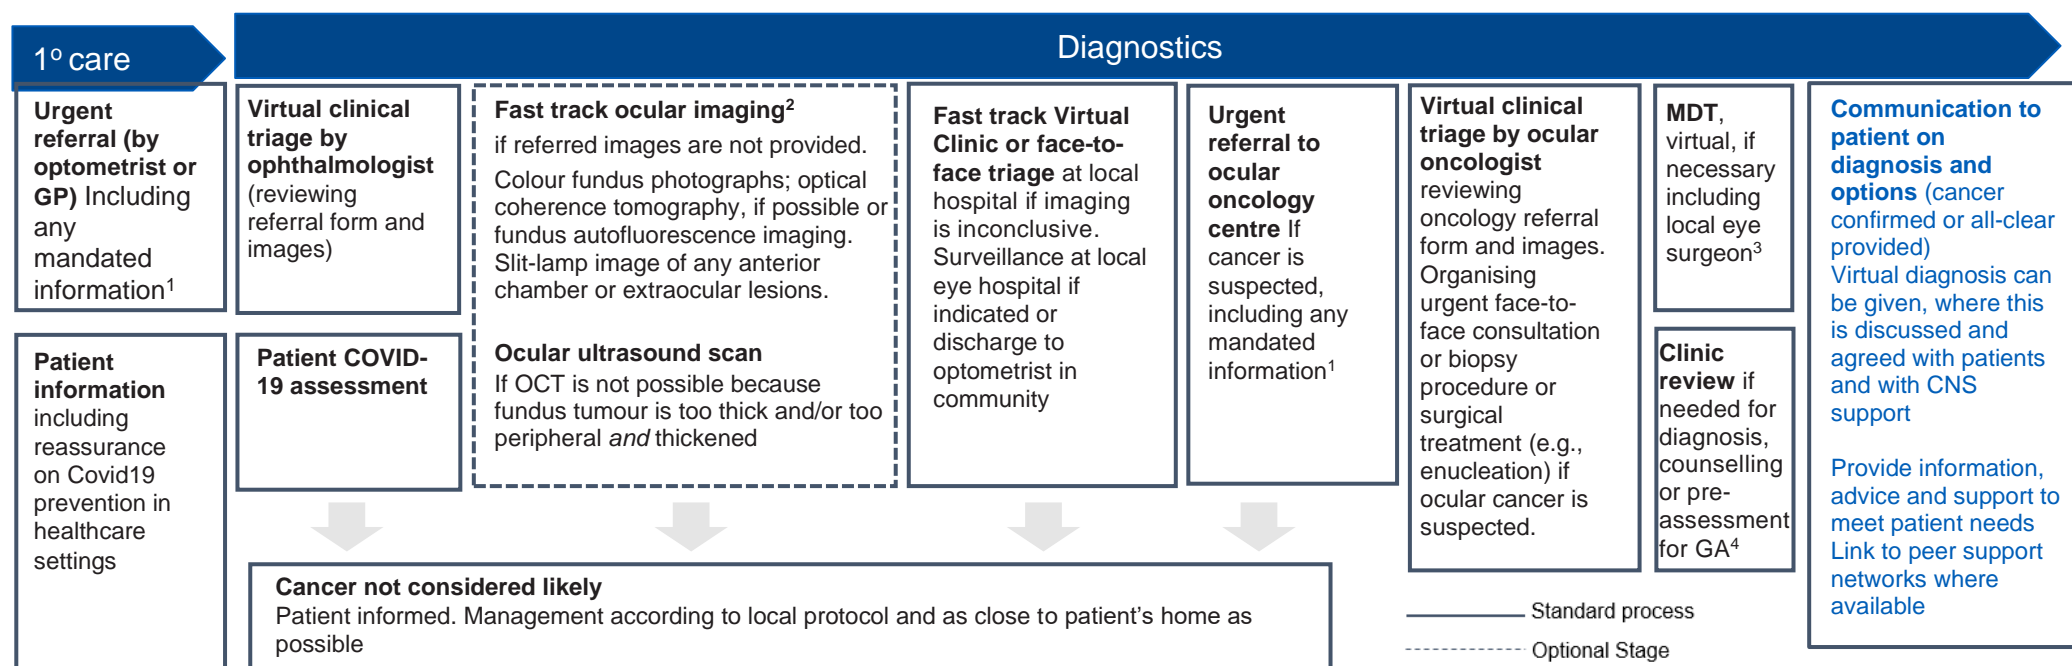 1º care
Diagnostics
Urgent
referral (by
optometrist or
GP) Including
any
mandated
information1
Patient
information
including
reassurance
on Covid19
prevention in
healthcare
settings
Virtual clinical
triage by
ophthalmologist
(reviewing
referral form and
images)
Patient COVID-
19 assessment
Fast track ocular imaging2
if referred images are not provided.
Colour fundus photographs; optical
coherence tomography, if possible or
fundus autofluorescence imaging.
Slit-lamp image of any anterior
chamber or extraocular lesions.
Ocular ultrasound scan
If OCT is not possible because
fundus tumour is too thick and/or too
peripheral and thickened
Fast track Virtual
Clinic or face-to-
face triage at local
hospital if imaging
is inconclusive.
Surveillance at local
eye hospital if
indicated or
discharge to
optometrist in
community
Urgent
referral to
ocular
oncology
centre If
cancer is
suspected,
including any
mandated
information1
Cancer not considered likely
Patient informed. Management according to local protocol and as close to patient's home as
possible
Virtual clinical
triage by ocular
oncologist
reviewing
oncology referral
form and images.
Organising
urgent face-to-
face consultation
or biopsy
procedure or
surgical
treatment (e.g.,
enucleation) if
ocular cancer is
suspected.
MDT,
virtual, if
necessary
including
local eye
surgeon3
Clinic
review if
needed for
diagnosis,
counselling
or pre-
assessment
for GA4
Communication to
patient on
diagnosis and
options (cancer
confirmed or all-clear
provided)
Virtual diagnosis can
be given, where this
is discussed and
agreed with patients
and with CNS
support
Provide information,
advice and support to
meet patient needs
Link to peer support
networks where
available
Standard process
Optional Stage